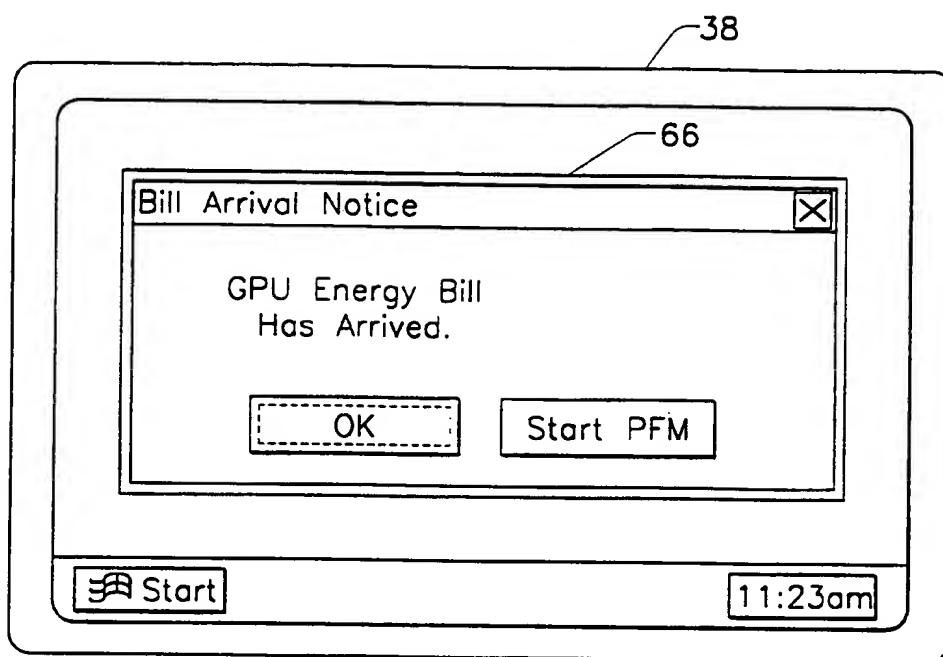 38
66
Bill Arrival Notice
GPU Energy Bill
Has Arrived.
OK
Start PFM
Start
11:23am